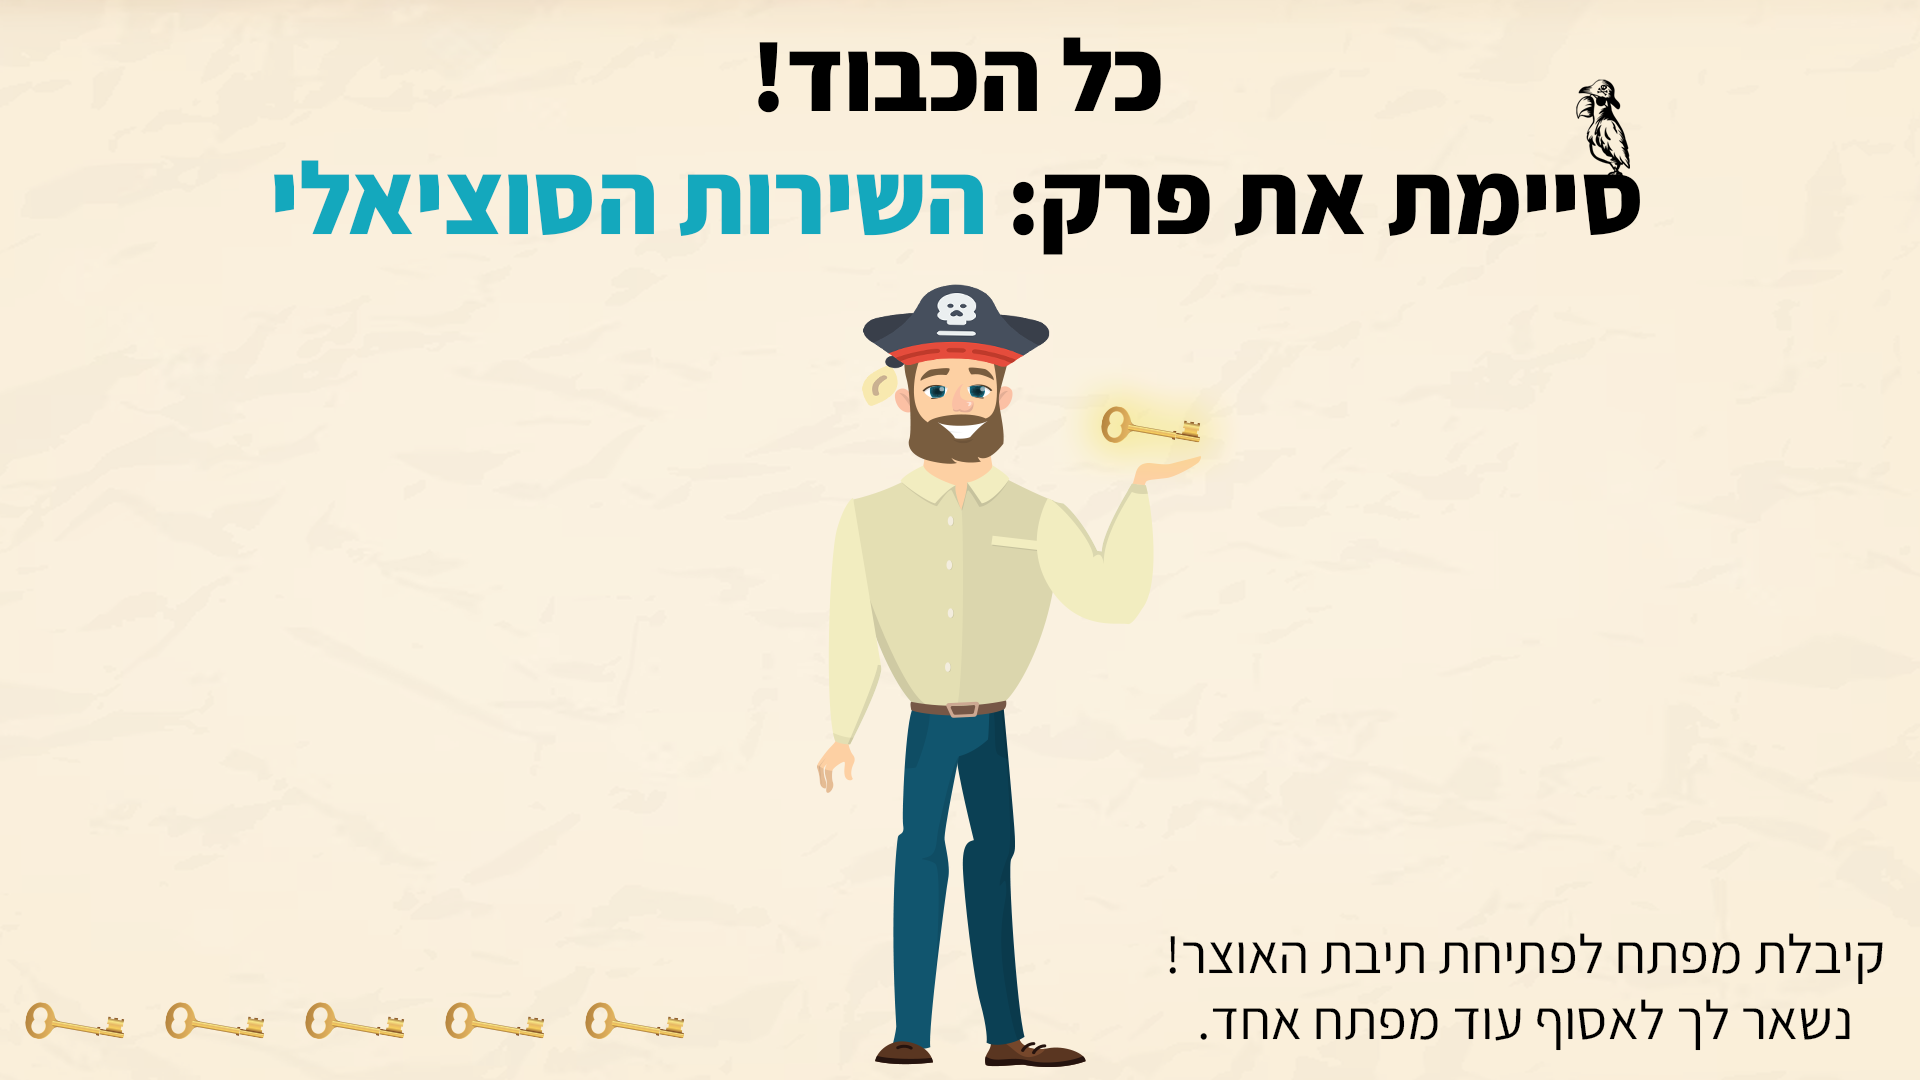 כל הכבוד!
סיימת את פרק: השירות הסוציאלי
קיבלת מפתח לפתיחת תיבת האוצר!
נשאר לך לאסוף עוד מפתח אחד.